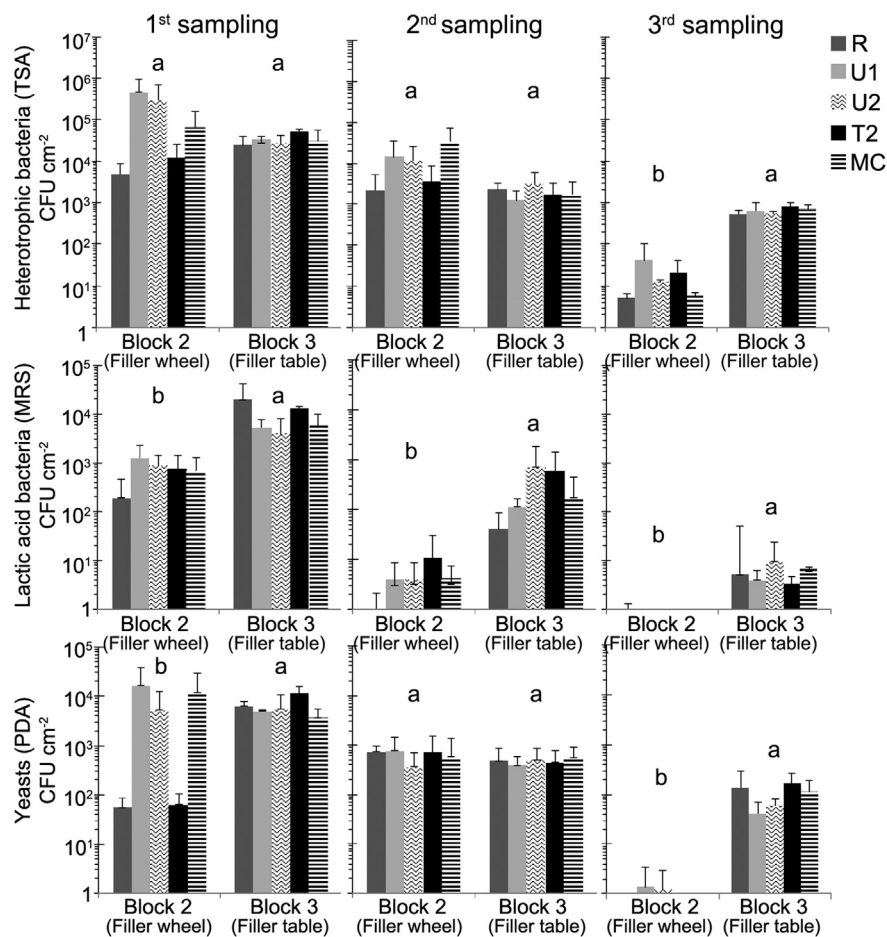 1st sampling
2nd sampling
3rd sampling
R
U1
U2
T2
MC
Heterotrophic bacteria (TSA)
CFU cm-2
10^7
10^6
10^5
10^4
10^3
10^2
10^1
1
a
a
a
a
b
a
Block 2
(Filler wheel)
Block 3
(Filler table)
Block 2
(Filler wheel)
Block 3
(Filler table)
Block 2
(Filler wheel)
Block 3
(Filler table)
Lactic acid bacteria (MRS)
CFU cm-2
10^5
10^4
10^3
10^2
10^1
1
b
a
b
a
b
a
Block 2
(Filler wheel)
Block 3
(Filler table)
Block 2
(Filler wheel)
Block 3
(Filler table)
Block 2
(Filler wheel)
Block 3
(Filler table)
Yeasts (PDA)
CFU cm-2
10^5
10^4
10^3
10^2
10^1
1
b
a
a
a
b
a
Block 2
(Filler wheel)
Block 3
(Filler table)
Block 2
(Filler wheel)
Block 3
(Filler table)
Block 2
(Filler wheel)
Block 3
(Filler table)